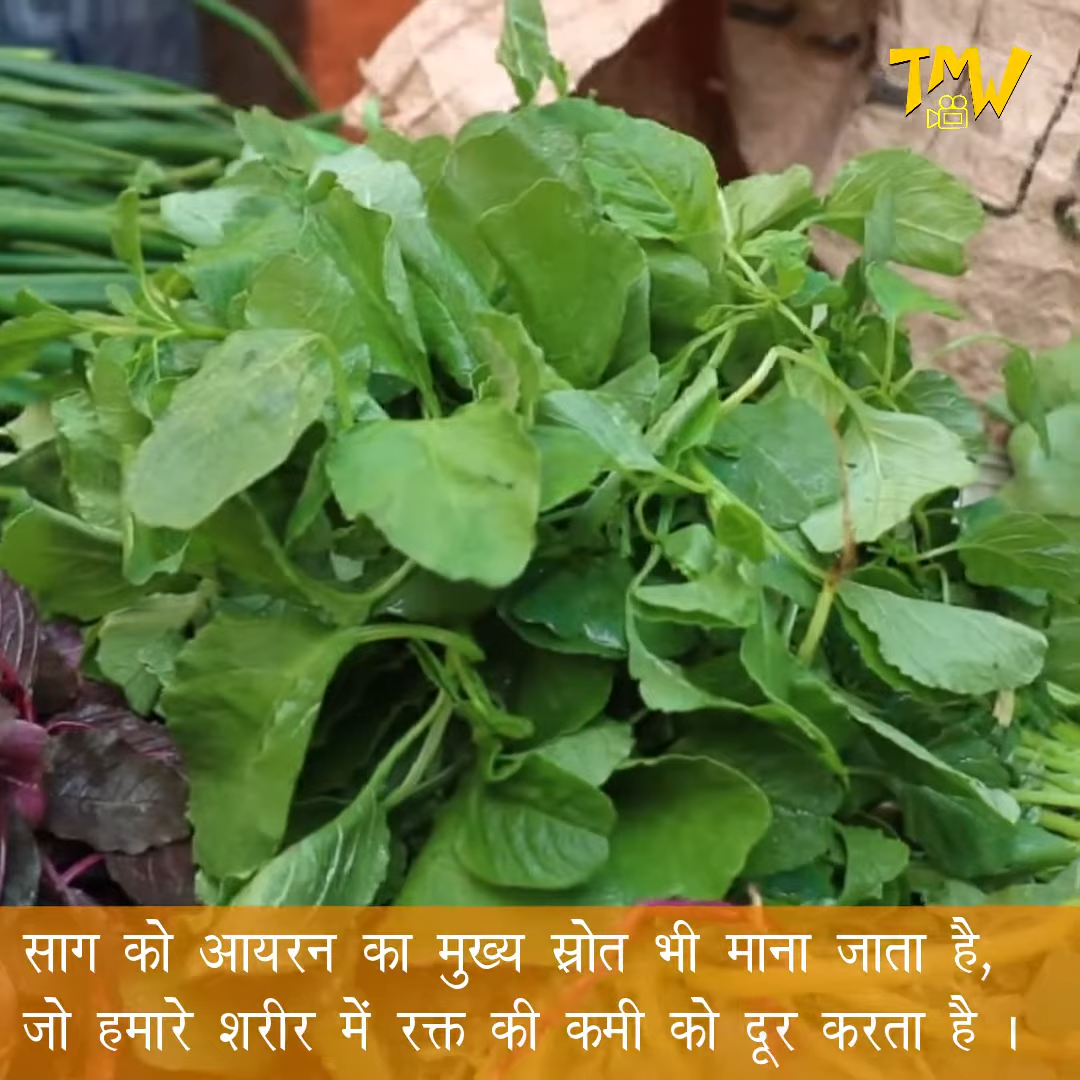 TMW
साग को आयरन का मुख्य स्रोत भी माना जाता है,
जो हमारे शरीर में रक्त की कमी को दूर करता है ।